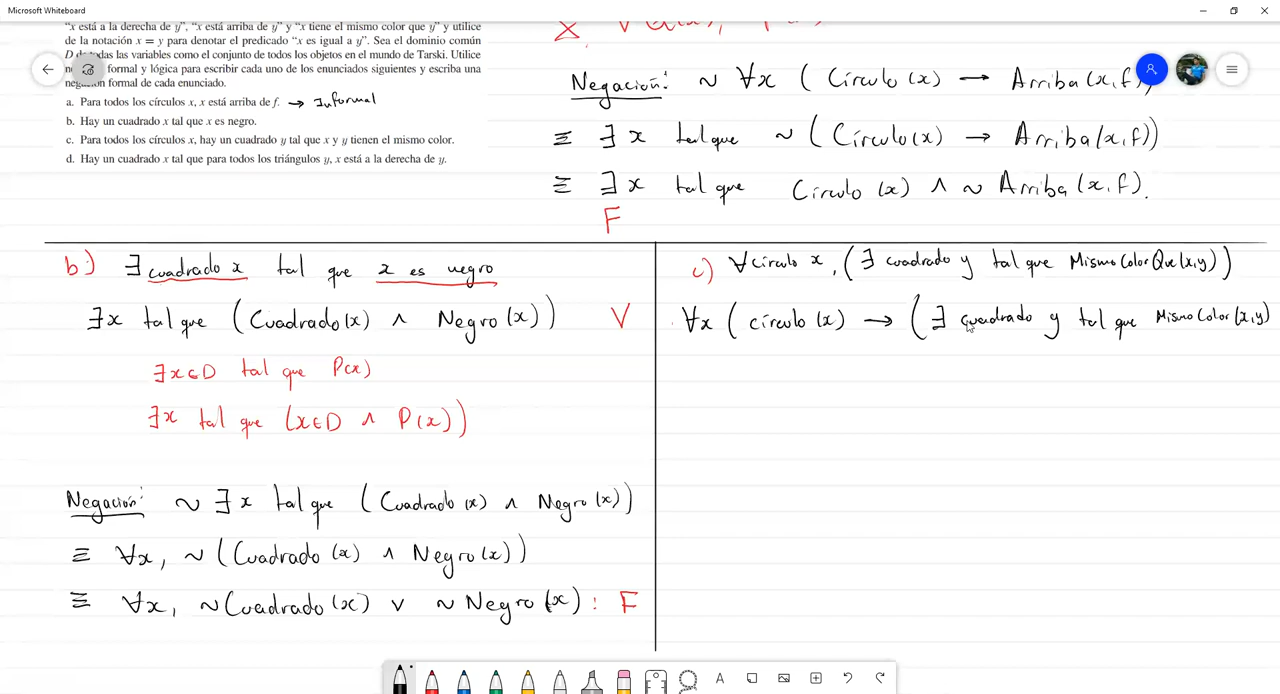 Microsoft Whiteboard
“x está a la derecha de y”, “x está arriba de y” y “x tiene el mismo color que y” y utilice
de la notación x = y para denotar el predicado “x es igual a y”. Sea el dominio común
D de todas las variables como el conjunto de todos los objetos en el mundo de Tarski. Utilice
formal y lógica para escribir cada uno de los enunciados siguientes y escriba una
negación formal de cada enunciado.
a. Para todos los círculos x, x está arriba de f. → Informal
b. Hay un cuadrado x tal que x es negro.
c. Para todos los círculos x, hay un cuadrado y tal que x y y tienen el mismo color.
d. Hay un cuadrado x tal que para todos los triángulos y, x está a la derecha de y.
Negación: ~ ∀x ( Círculo (x) → Arriba (x,f)
≡ ∃ x tal que ~ ( Círculo (x) → Arriba (x,f))
≡ ∃ x tal que Círculo (x) ∧ ~ Arriba (x,f).
F
b) ∃ cuadrado x tal que x es negro
∃x tal que (Cuadrado (x) ∧ Negro (x)) V
∃x∈D tal que P(x)
∃x tal que (x∈D ∧ P(x))
Negación: ~ ∃ x tal que (Cuadrado (x) ∧ Negro (x))
≡ ∀x, ~ (Cuadrado (x) ∧ Negro (x))
≡ ∀x, ~Cuadrado (x) ∨ ~ Negro (x) : F
c) ∀ círculo x, (∃ cuadrado y tal que MismoColorQue (x,y))
∀x ( círculo (x) → (∃ cuadrado y tal que MismoColor (x,y)
A